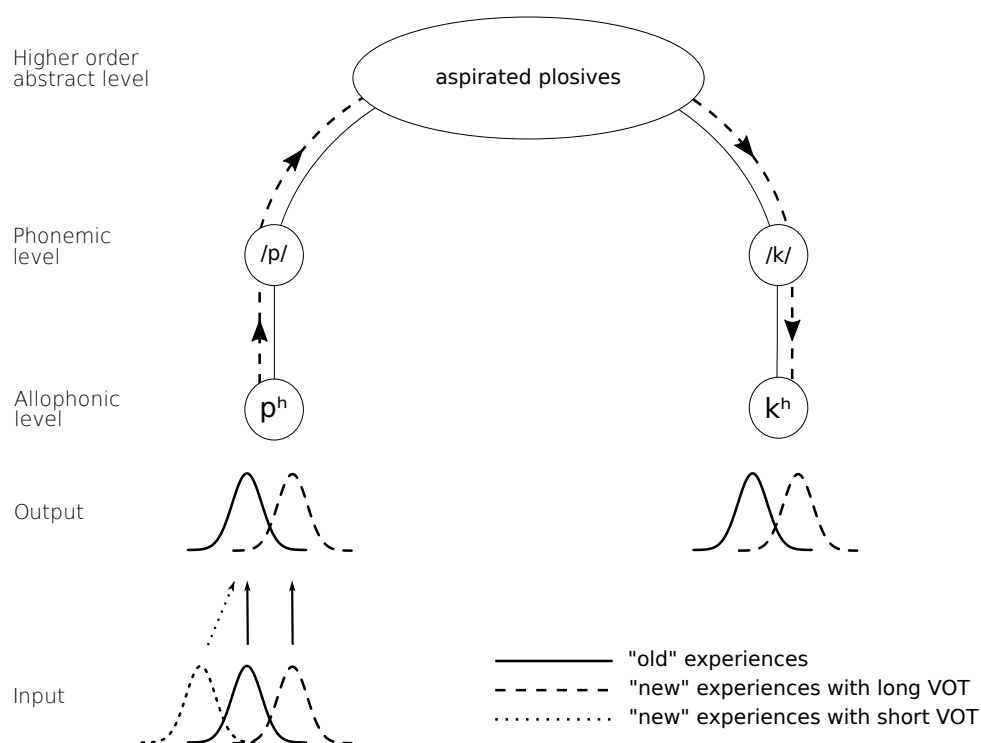 Higher order
abstract level
aspirated plosives
Phonemic
level
/p/
/k/
Allophonic
level
pʰ
kʰ
Output
Input
"old" experiences
"new" experiences with long VOT
"new" experiences with short VOT